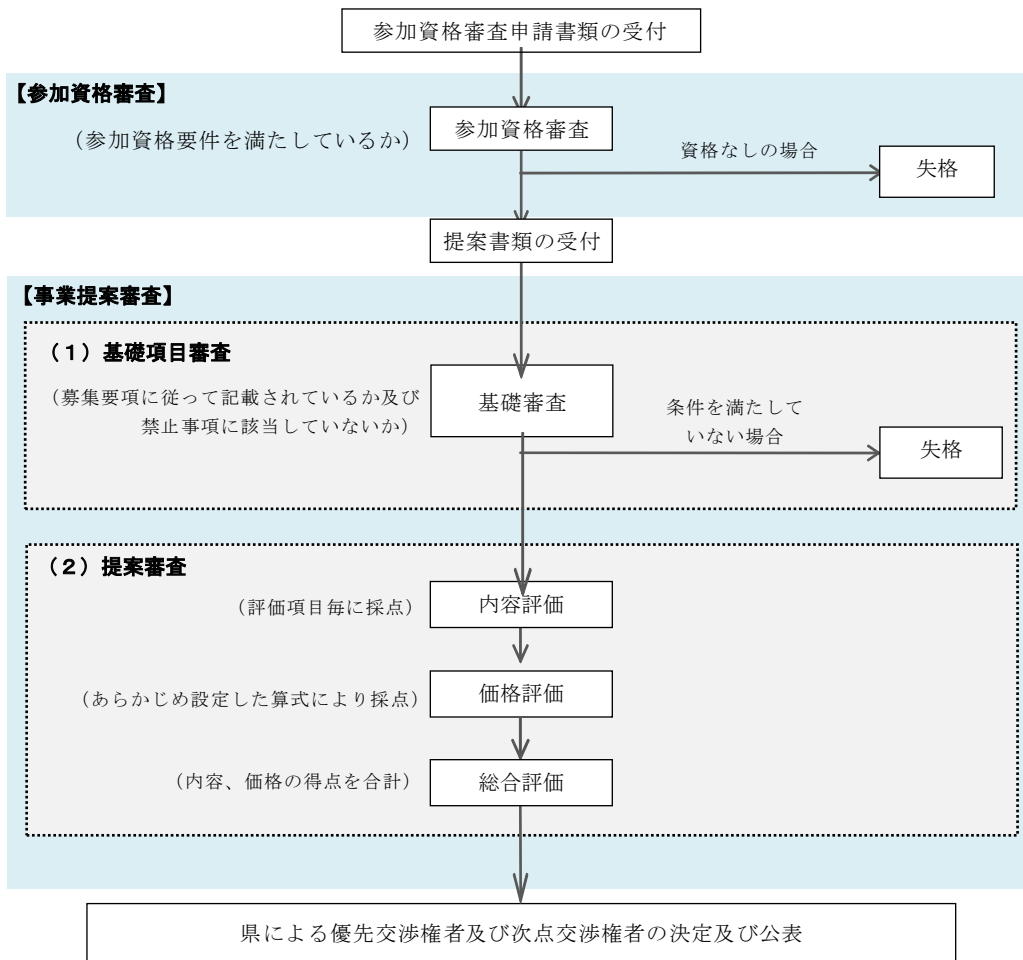 参加資格審査申請書類の受付
【参加資格審査】
（参加資格要件を満たしているか）
参加資格審査
資格なしの場合
失格
提案書類の受付
【事業提案審査】
（1）基礎項目審査
（募集要項に従って記載されているか及び
禁止事項に該当していないか）
基礎審査
条件を満たして
いない場合
失格
（2）提案審査
（評価項目毎に採点）
内容評価
（あらかじめ設定した算式により採点）
価格評価
（内容、価格の得点を合計）
総合評価
県による優先交渉権者及び次点交渉権者の決定及び公表